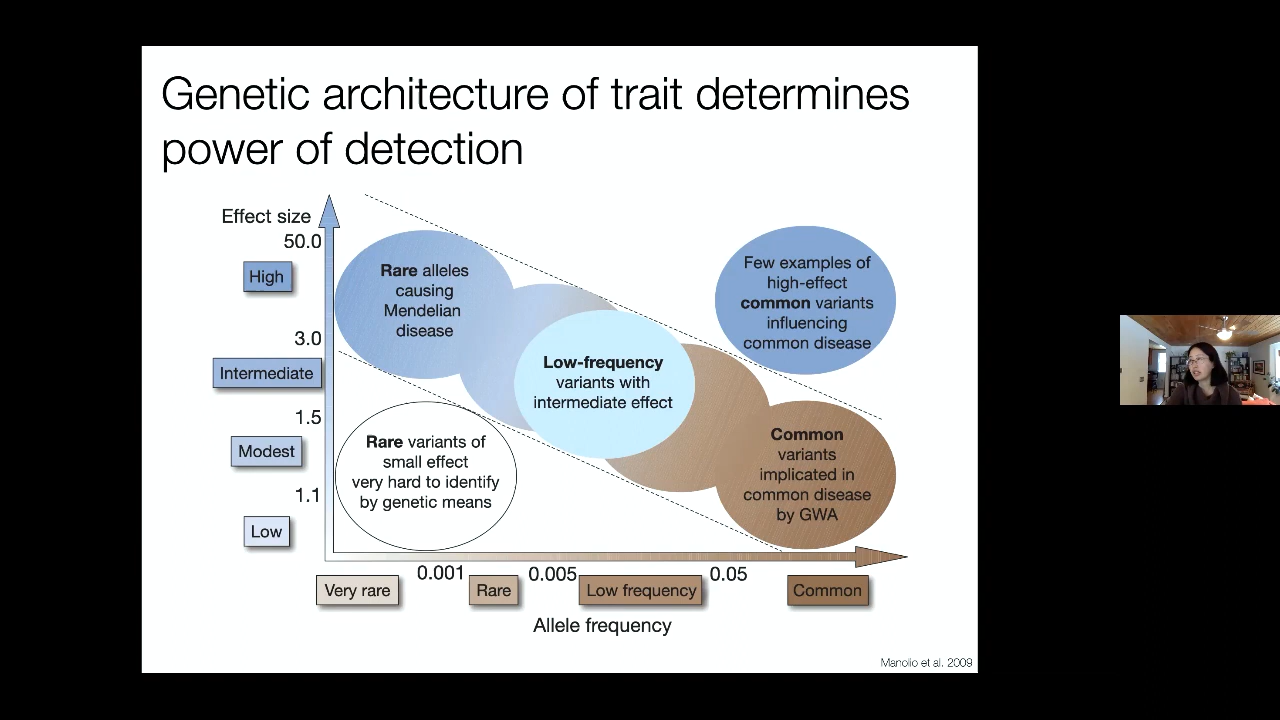 Genetic architecture of trait determines
power of detection
Effect size
50.0
High
3.0
Intermediate
1.5
Modest
1.1
Low
Rare alleles
causing
Mendelian
disease
Few examples of
high-effect
common variants
influencing
common disease
Low-frequency
variants with
intermediate effect
Rare variants of
small effect
very hard to identify
by genetic means
Common
variants
implicated in
common disease
by GWA
0.001
0.005
0.05
Very rare
Rare
Low frequency
Common
Allele frequency
Manolio et al. 2009